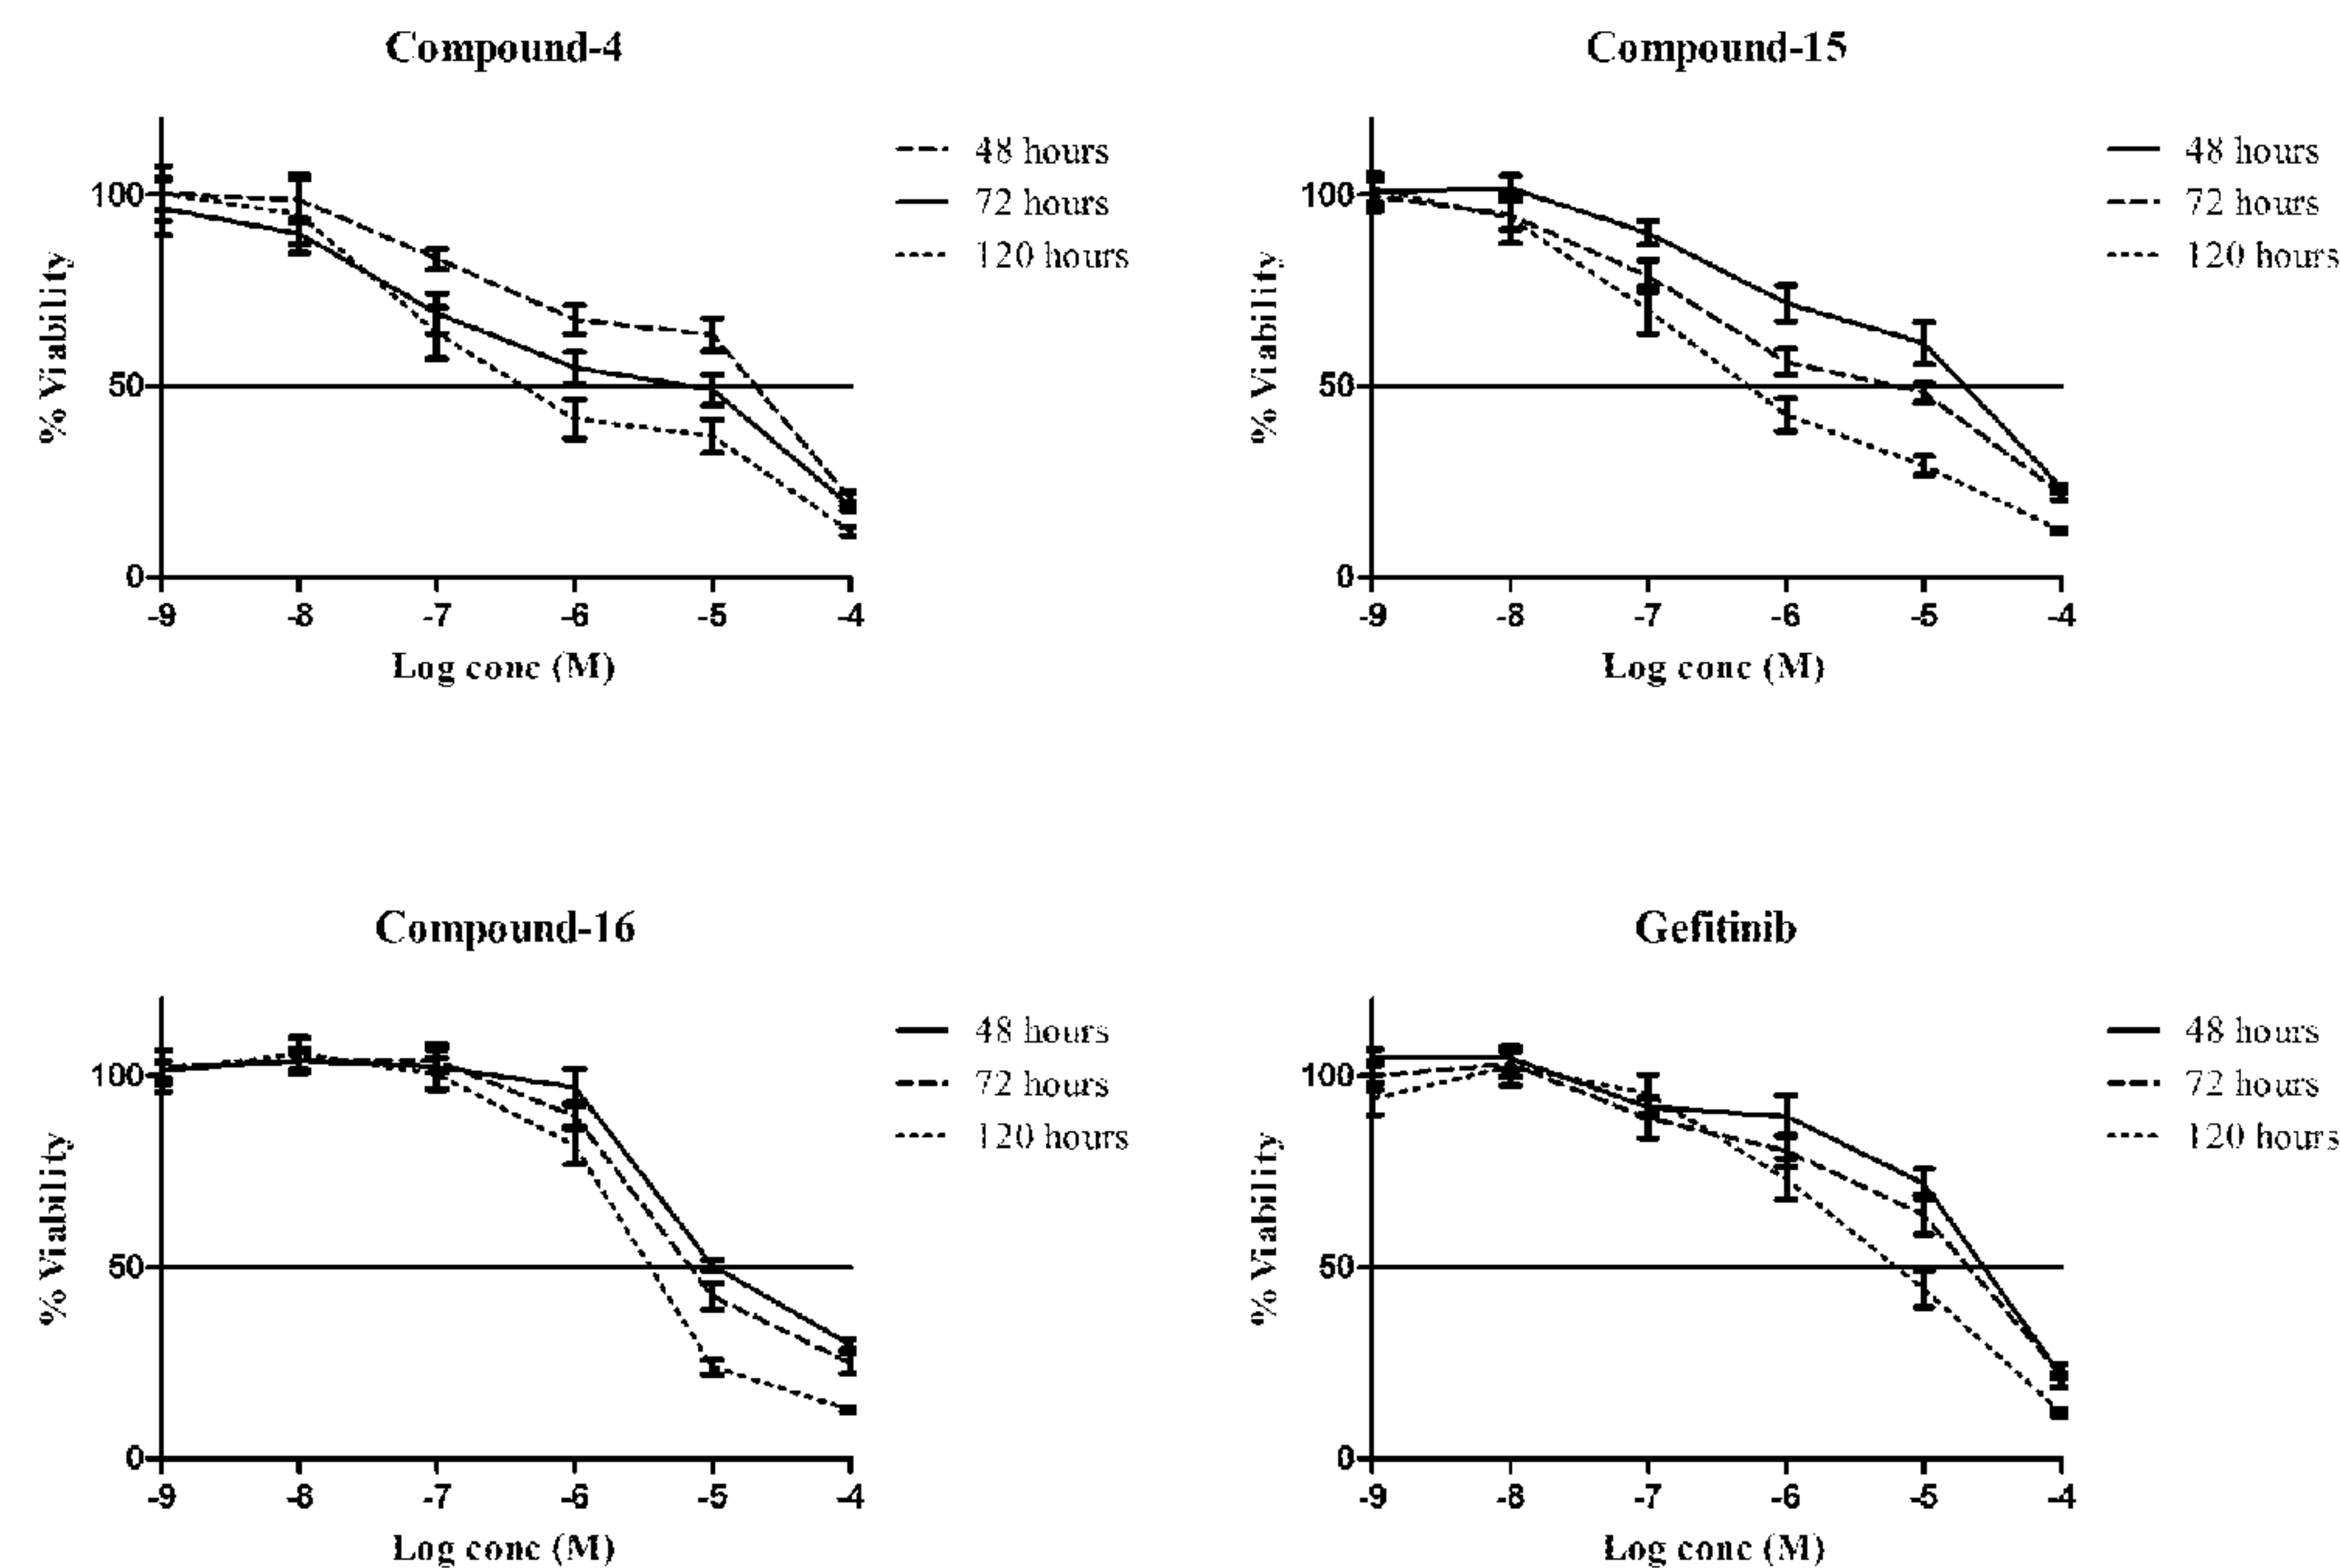 Compound-4
% Viability
100
50
0
-9 -8 -7 -6 -5 -4
Log conc (M)
48 hours
72 hours
120 hours
Compound-15
% Viability
100
50
0
-9 -8 -7 -6 -5 -4
Log conc (M)
48 hours
72 hours
120 hours
Compound-16
% Viability
100
50
0
-9 -8 -7 -6 -5 -4
Log conc (M)
48 hours
72 hours
120 hours
Gefitinib
% Viability
100
50
0
-9 -8 -7 -6 -5 -4
Log conc (M)
48 hours
72 hours
120 hours